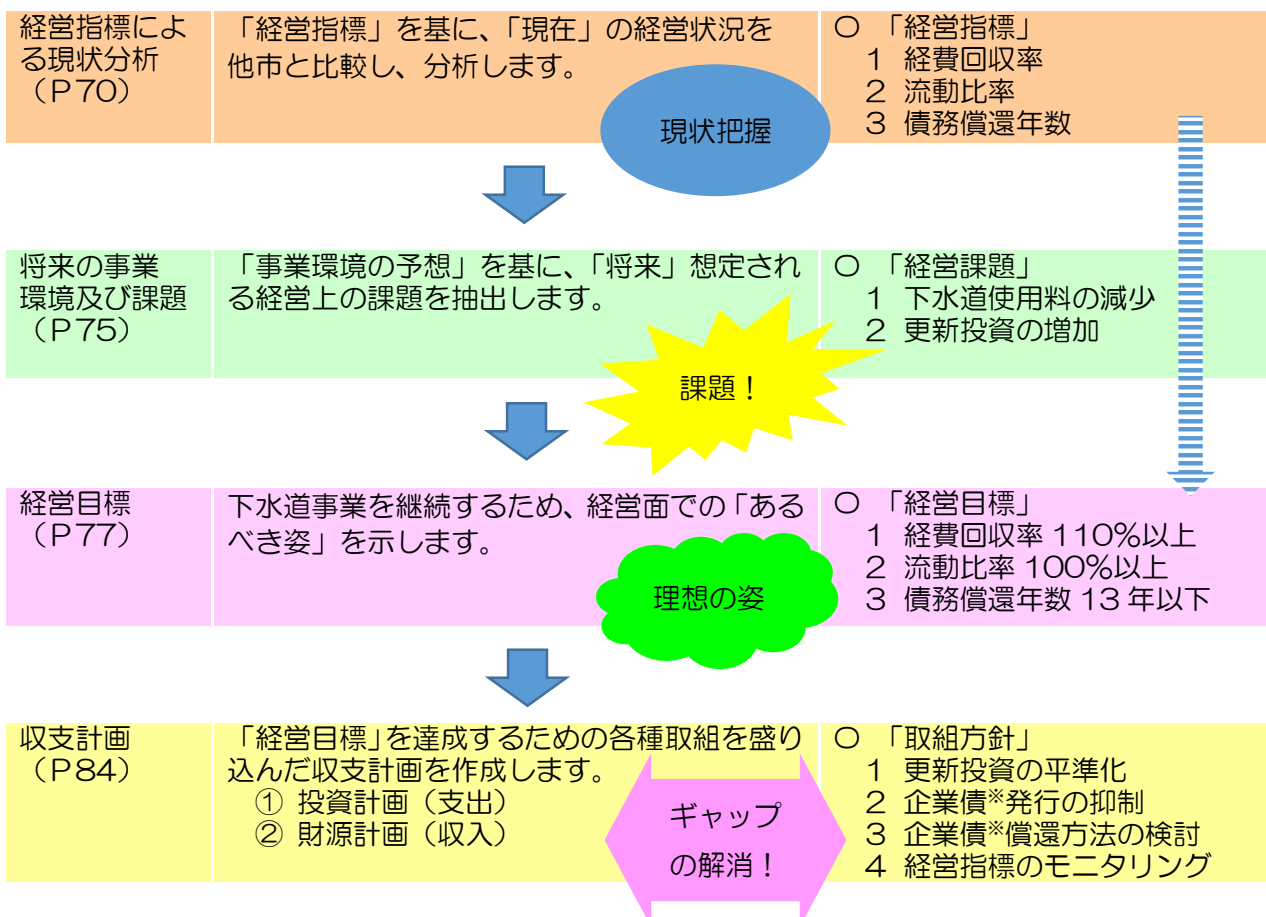 経営指標によ
る現状分析
（P70）
「経営指標」を基に、「現在」の経営状況を
他市と比較し、分析します。
現状把握
○ 「経営指標」
1 経費回収率
2 流動比率
3 債務償還年数
将来の事業
環境及び課題
（P75）
「事業環境の予想」を基に、「将来」想定され
る経営上の課題を抽出します。
課題！
○ 「経営課題」
1 下水道使用料の減少
2 更新投資の増加
経営目標
（P77）
下水道事業を継続するため、経営面での「ある
べき姿」を示します。
理想の姿
○ 「経営目標」
1 経費回収率 110％以上
2 流動比率 100％以上
3 債務償還年数 13 年以下
収支計画
（P84）
「経営目標」を達成するための各種取組を盛り
込んだ収支計画を作成します。
① 投資計画（支出）
② 財源計画（収入）
ギャップ
の解消！
○ 「取組方針」
1 更新投資の平準化
2 企業債※発行の抑制
3 企業債※償還方法の検討
4 経営指標のモニタリング